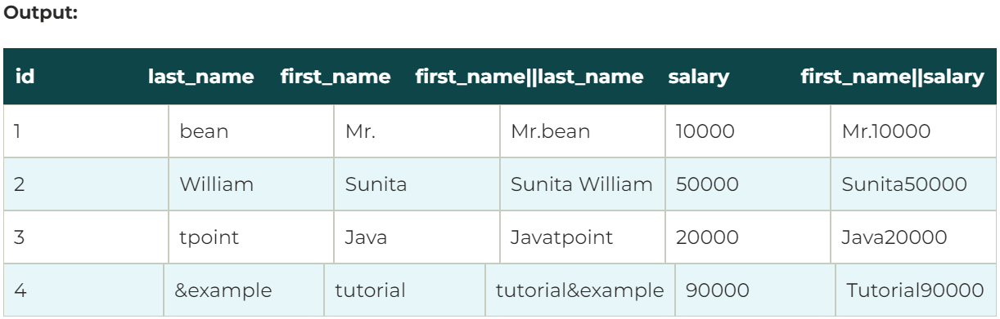 Output:
id last_name first_name first_name||last_name salary first_name||salary
1 bean Mr. Mr.bean 10000 Mr.10000
2 William Sunita Sunita William 50000 Sunita50000
3 tpoint Java Javatpoint 20000 Java20000
4 &example tutorial tutorial&example 90000 Tutorial90000